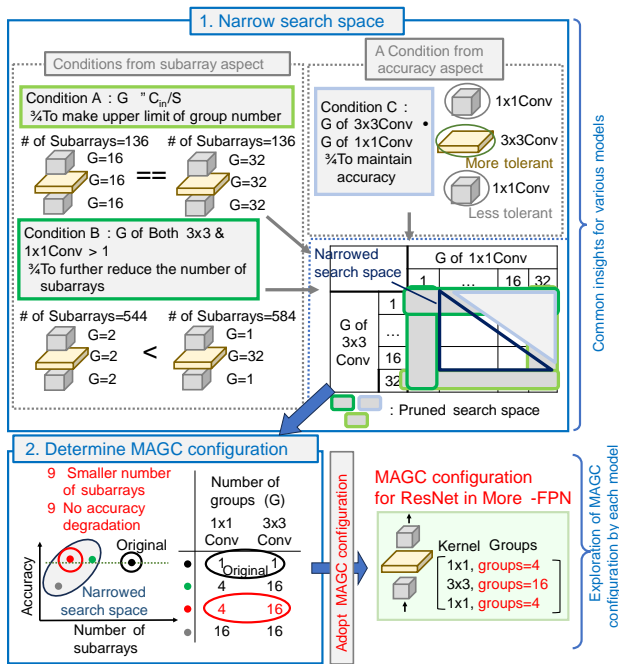 1. Narrow search space
Conditions from subarray aspect
Condition A : G ” C_in/S
¾To make upper limit of group number
# of Subarrays=136
# of Subarrays=136
G=16
G=16
G=16
==
G=32
G=32
G=32
Condition B : G of Both 3x3 &
1x1Conv > 1
¾To further reduce the number of
subarrays
# of Subarrays=544
# of Subarrays=584
G=2
G=2
G=2
<
G=1
G=32
G=1
A Condition from
accuracy aspect
Condition C :
G of 3x3Conv •
G of 1x1Conv
¾To maintain
accuracy
1x1Conv
3x3Conv
More tolerant
1x1Conv
Less tolerant
Narrowed
search space
G of 1x1Conv
1 … 16 32
G of
3x3
Conv
1
…
16
32
: Pruned search space
Common insights for various models
2. Determine MAGC configuration
9 Smaller number
of subarrays
9 No accuracy
degradation
Original
Accuracy
Narrowed
search space
Number of
subarrays
Number of
groups (G)
1x1 3x3
Conv Conv
1 1
Original
4 16
4 16
16 16
Adopt MAGC configuration
MAGC configuration
for ResNet in More -FPN
Kernel Groups
1x1, groups=4
3x3, groups=16
1x1, groups=4
Exploration of MAGC
configuration by each model